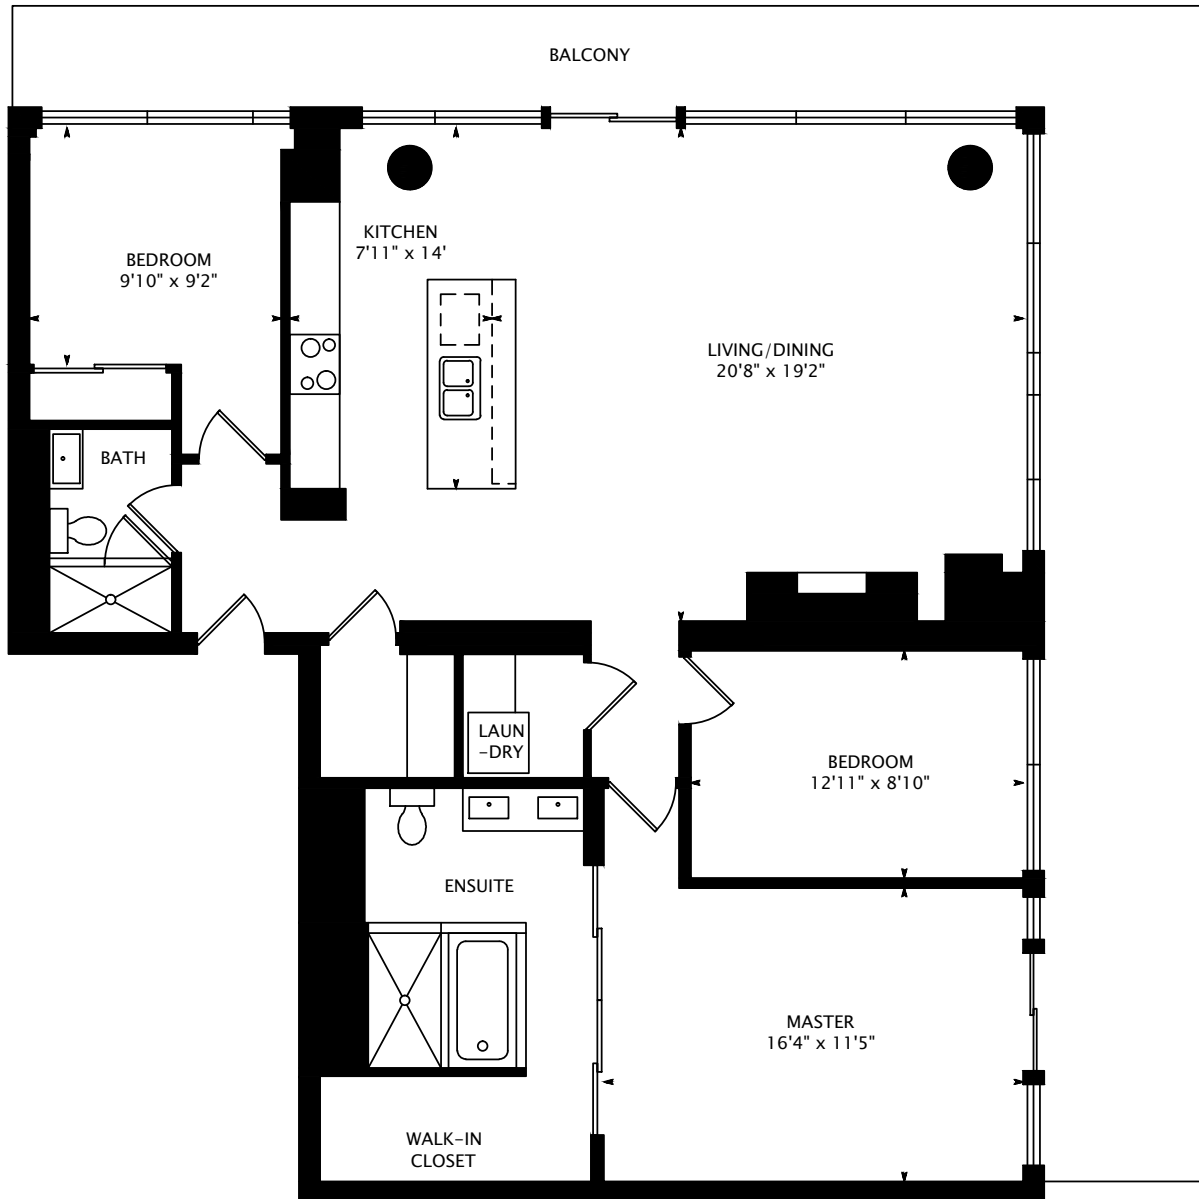 BALCONY
KITCHEN
7'11" x 14'
BEDROOM
9'10" x 9'2"
LIVING/DINING
20'8" x 19'2"
BATH
LAUN
-DRY
BEDROOM
12'11" x 8'10"
ENSUITE
MASTER
16'4" x 11'5"
WALK-IN
CLOSET